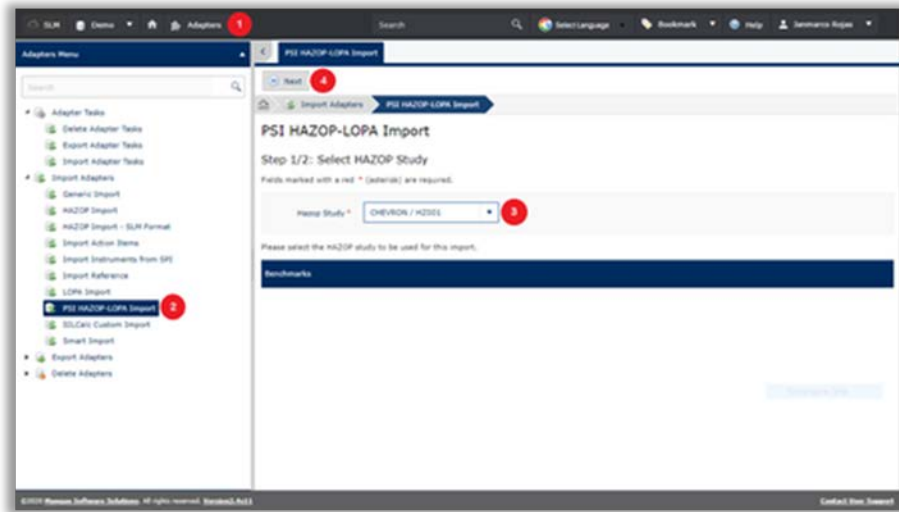 SLM Demo Adapters 1 Search Select Language Bookmark Help Janmarco Rojas
Adapters Menu
PSI HAZOP-LOPA Import
Search
Next 4
Import Adapters PSI HAZOP-LOPA Import
Adapter Tasks
Delete Adapter Tasks
Export Adapter Tasks
Import Adapter Tasks
Import Adapters
Generic Import
HAZOP Import
HAZOP Import - SLM Format
Import Action Items
Import Instruments from SPI
Import Reference
LOPA Import
PSI HAZOP-LOPA Import 2
SILCalc Custom Import
Smart Import
Export Adapters
Delete Adapters
PSI HAZOP-LOPA Import
Step 1/2: Select HAZOP Study
Fields marked with a red * (asterisk) are required.
Hazop Study * CHEVRON / HZ001 3
Please select the HAZOP study to be used for this import.
Benchmarks
©2020 Mangan Software Solutions. All rights reserved. Contact User Support